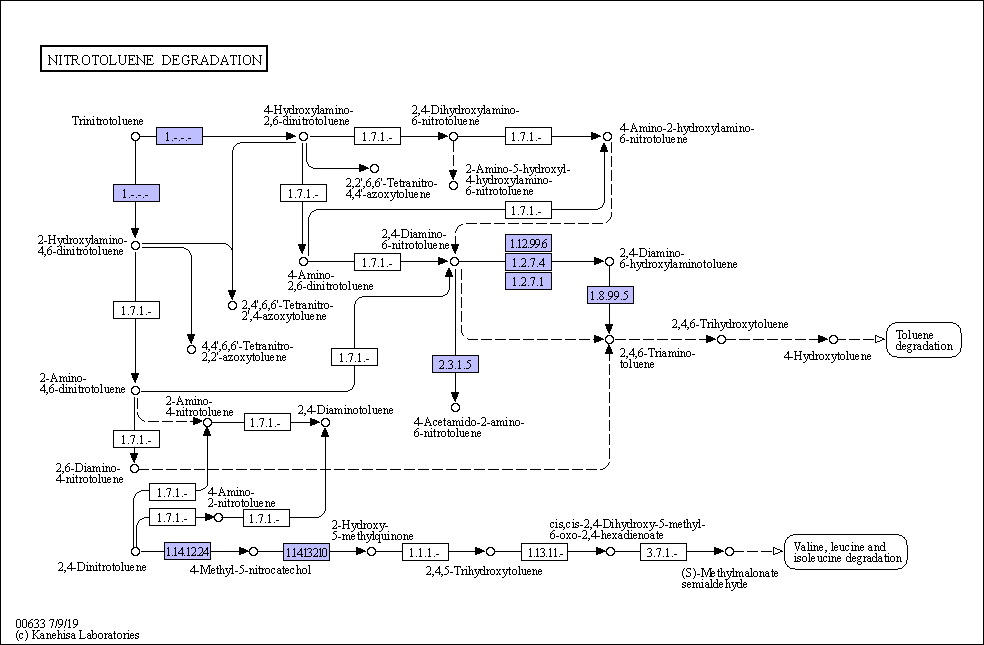 NITROTOLUENE DEGRADATION
Trinitrotoluene
1.-.-.-
4-Hydroxylamino-
2,6-dinitrotoluene
1.7.1.-
2,4-Dihydroxylamino-
6-nitrotoluene
1.7.1.-
4-Amino-2-hydroxylamino-
6-nitrotoluene
2,2',6,6'-Tetranitro-
4,4'-azoxytoluene
2-Amino-5-hydroxyl-
4-hydroxylamino-
6-nitrotoluene
1.-.-.-
1.7.1.-
1.7.1.-
2-Hydroxylamino-
4,6-dinitrotoluene
2,4-Diamino-
6-nitrotoluene
1.12.99.6
1.2.7.4
1.2.7.1
2,4-Diamino-
6-hydroxylaminotoluene
1.7.1.-
4-Amino-
2,6-dinitrotoluene
1.8.99.5
1.7.1.-
2,4',6,6'-Tetranitro-
2',4-azoxytoluene
4,4',6,6'-Tetranitro-
2,2'-azoxytoluene
1.7.1.-
2.3.1.5
2,4,6-Triamino-
toluene
2,4,6-Trihydroxytoluene
4-Hydroxytoluene
Toluene
degradation
2-Amino-
4,6-dinitrotoluene
2-Amino-
4-nitrotoluene
1.7.1.-
2,4-Diaminotoluene
4-Acetamido-2-amino-
6-nitrotoluene
1.7.1.-
2,6-Diamino-
4-nitrotoluene
1.7.1.-
4-Amino-
2-nitrotoluene
1.7.1.-
1.7.1.-
2,4-Dinitrotoluene
1.14.12.24
4-Methyl-5-nitrocatechol
1.14.13.210
2-Hydroxy-
5-methylquinone
1.1.1.-
2,4,5-Trihydroxytoluene
1.13.11.-
cis,cis-2,4-Dihydroxy-5-methyl-
6-oxo-2,4-hexadienoate
3.7.1.-
(S)-Methylmalonate
semialdehyde
Valine, leucine and
isoleucine degradation
00633 7/9/19
(c) Kanehisa Laboratories